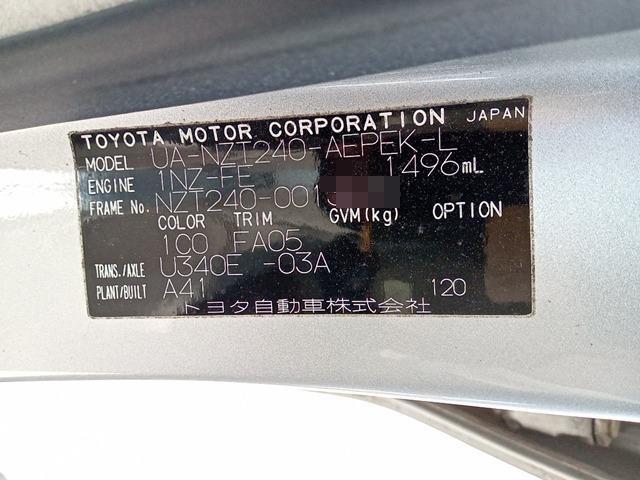 TOYOTA MOTOR CORPORATION JAPAN
MODEL UA-NZT240-AEPEK-L
ENGINE 1NZ-FE 1496mL
FRAME No. NZT240-001
COLOR TRIM GVM(kg) OPTION
1C0 FA05
TRANS./AXLE U340E -03A
PLANT/BUILT A41 120
トヨタ自動車株式会社